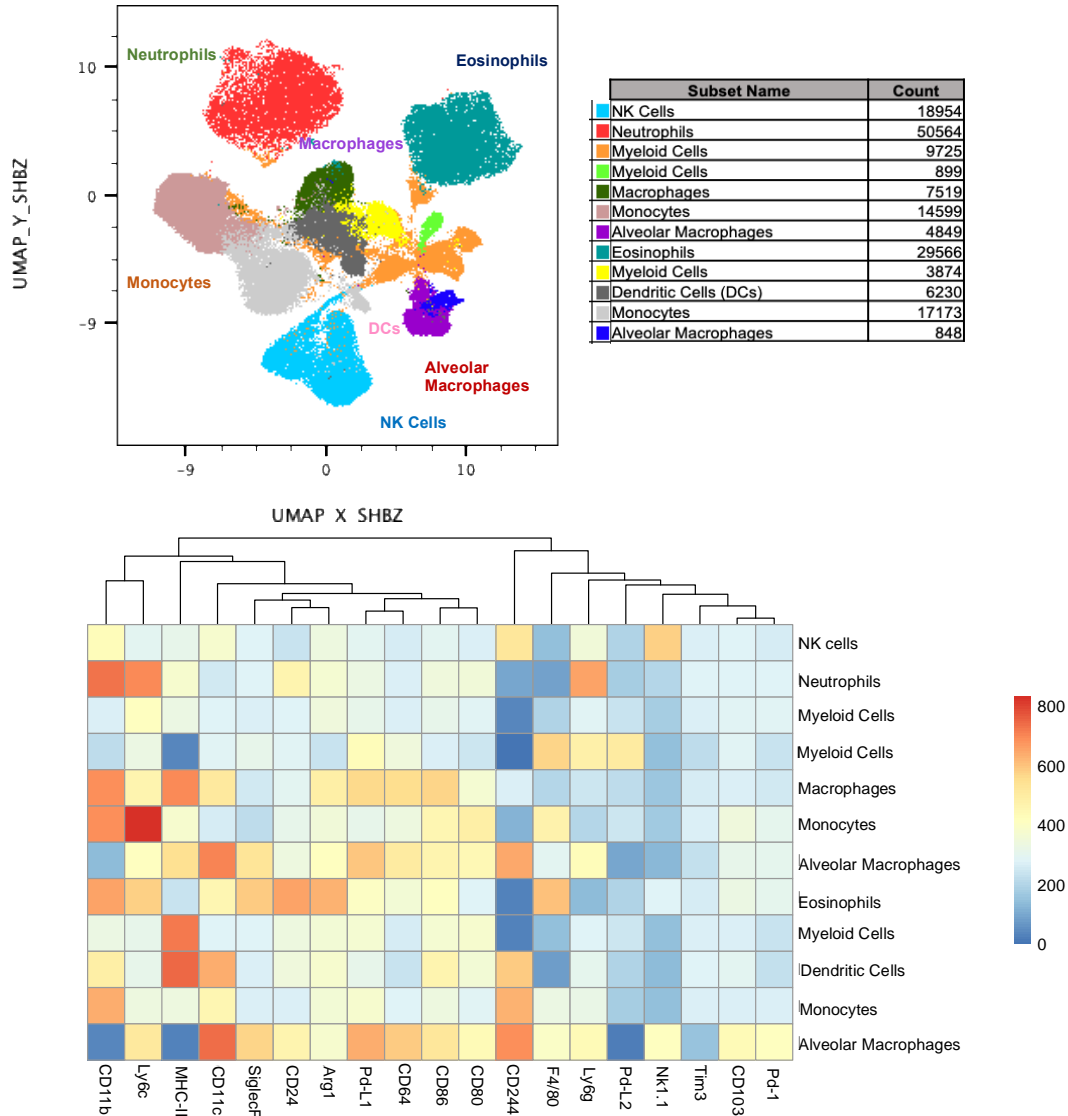 Neutrophils
Eosinophils
Macrophages
Monocytes
DCs
Alveolar
Macrophages
NK Cells
10
0
-9
-9
0
10
UMAP_Y_SHBZ
UMAP X SHBZ
Subset Name Count
NK Cells 18954
Neutrophils 50564
Myeloid Cells 9725
Myeloid Cells 899
Macrophages 7519
Monocytes 14599
Alveolar Macrophages 4849
Eosinophils 29566
Myeloid Cells 3874
Dendritic Cells (DCs) 6230
Monocytes 17173
Alveolar Macrophages 848
NK cells
Neutrophils
Myeloid Cells
Myeloid Cells
Macrophages
Monocytes
Alveolar Macrophages
Eosinophils
Myeloid Cells
Dendritic Cells
Monocytes
Alveolar Macrophages
800
600
400
200
0
CD11b
Ly6c
MHC-II
CD11c
SiglecF
CD24
Arg1
Pd-L1
CD64
CD86
CD80
CD244
F4/80
Ly6g
Pd-L2
Nk1.1
Tim3
CD103
Pd-1